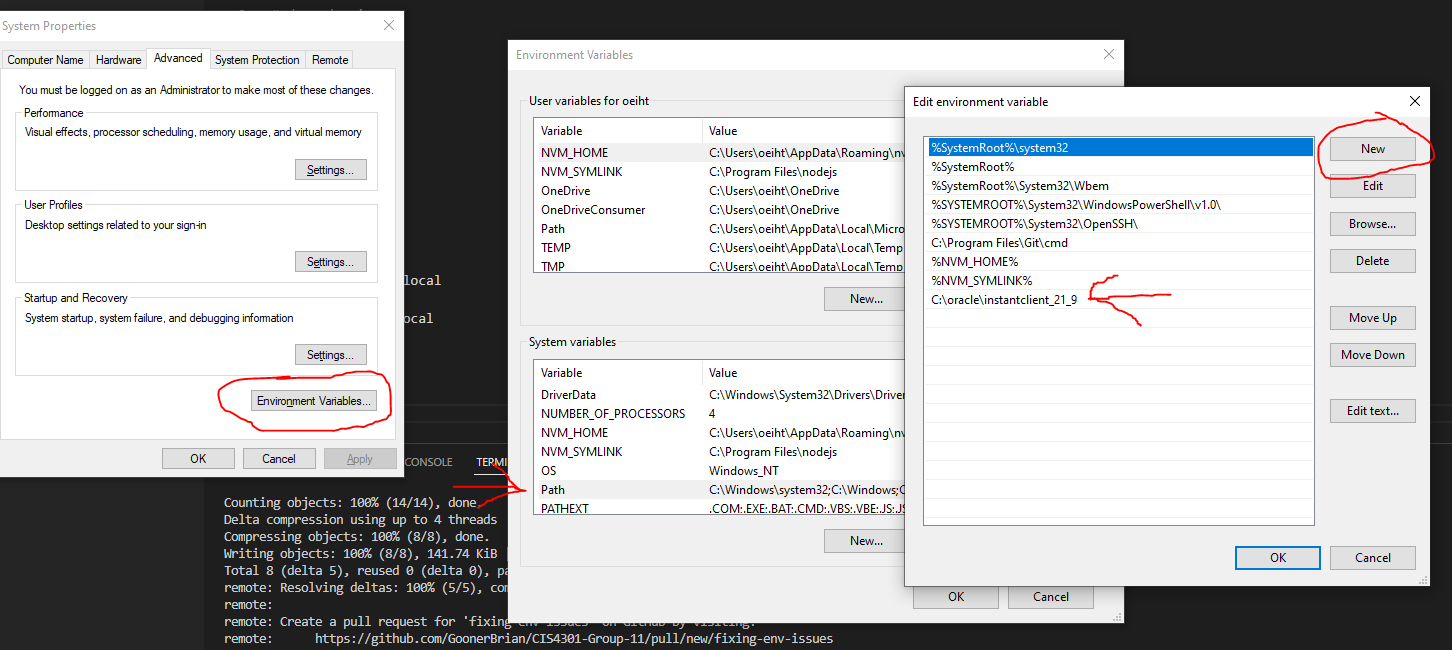 System Properties
Computer Name
Hardware
Advanced
System Protection
Remote
You must be logged on as an Administrator to make most of these changes.
Performance
Visual effects, processor scheduling, memory usage, and virtual memory
Settings...
User Profiles
Desktop settings related to your sign-in
Settings...
Startup and Recovery
System startup, system failure, and debugging information
Settings...
Environment Variables...
OK
Cancel
Apply
local
ocal
CONSOLE
TERMI
Counting objects: 100% (14/14), done.
Delta compression using up to 4 threads
Compressing objects: 100% (8/8), done.
Writing objects: 100% (8/8), 141.74 KiB |
Total 8 (delta 5), reused 0 (delta 0), pa
remote: Resolving deltas: 100% (5/5), com
remote:
remote: Create a pull request for 'fixing-env-issues' on GitHub by visiting:
remote:      https://github.com/GoonerBrian/CIS4301-Group-11/pull/new/fixing-env-issues
Environment Variables
User variables for oeiht
Variable Value
NVM_HOME C:\Users\oeiht\AppData\Roaming\nv
NVM_SYMLINK C:\Program Files\nodejs
OneDrive C:\Users\oeiht\OneDrive
OneDriveConsumer C:\Users\oeiht\OneDrive
Path C:\Users\oeiht\AppData\Local\Micro
TEMP C:\Users\oeiht\AppData\Local\Temp
TMP C:\Users\oeiht\AppData\Local\Temp
New...
System variables
Variable Value
DriverData C:\Windows\System32\Drivers\Driver
NUMBER_OF_PROCESSORS 4
NVM_HOME C:\Users\oeiht\AppData\Roaming\nv
NVM_SYMLINK C:\Program Files\nodejs
OS Windows_NT
Path C:\Windows\system32;C:\Windows;C
PATHEXT .COM;.EXE;.BAT;.CMD;.VBS;.VBE;.JS;.JS
New...
OK
Cancel
Edit environment variable
%SystemRoot%\system32
%SystemRoot%
%SystemRoot%\System32\Wbem
%SYSTEMROOT%\System32\WindowsPowerShell\v1.0\
%SYSTEMROOT%\System32\OpenSSH\
C:\Program Files\Git\cmd
%NVM_HOME%
%NVM_SYMLINK%
C:\oracle\instantclient_21_9
New
Edit
Browse...
Delete
Move Up
Move Down
Edit text...
OK
Cancel